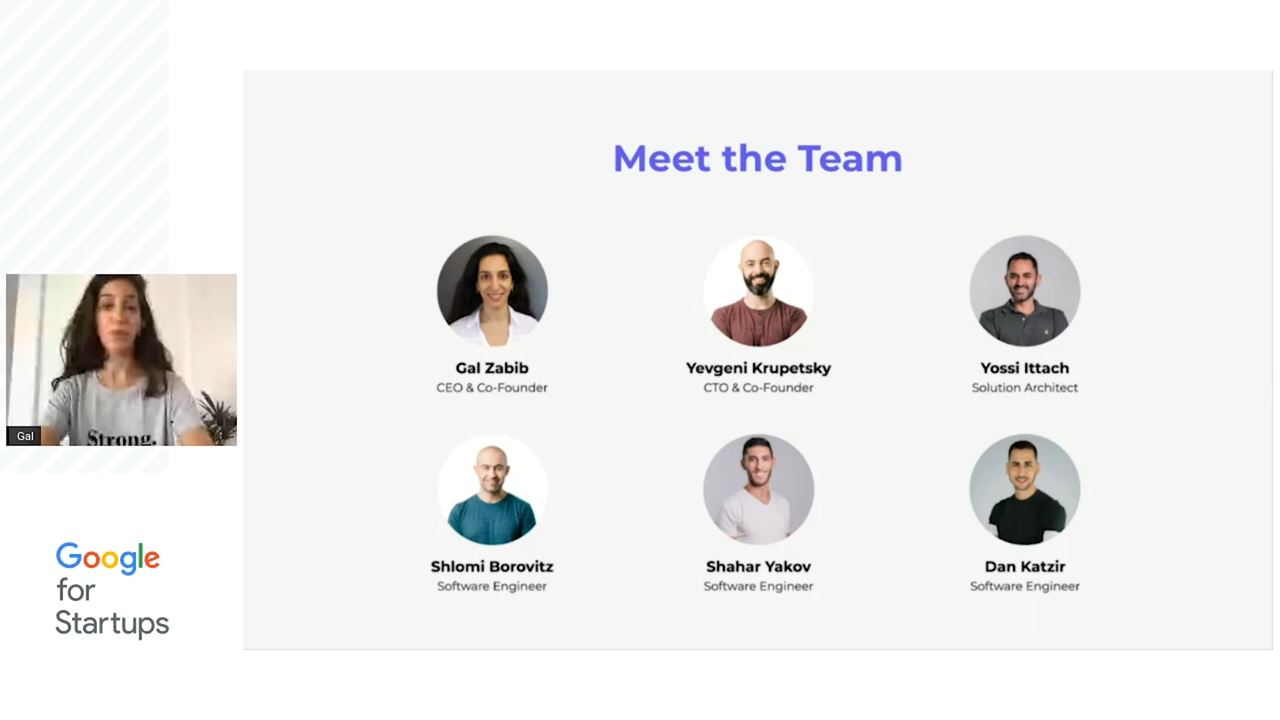 Meet the Team
Gal Zabib
CEO & Co-Founder
Yevgeni Krupetsky
CTO & Co-Founder
Yossi Ittach
Solution Architect
Shlomi Borovitz
Software Engineer
Shahar Yakov
Software Engineer
Dan Katzir
Software Engineer
Strong.
Gal
Google
for
Startups